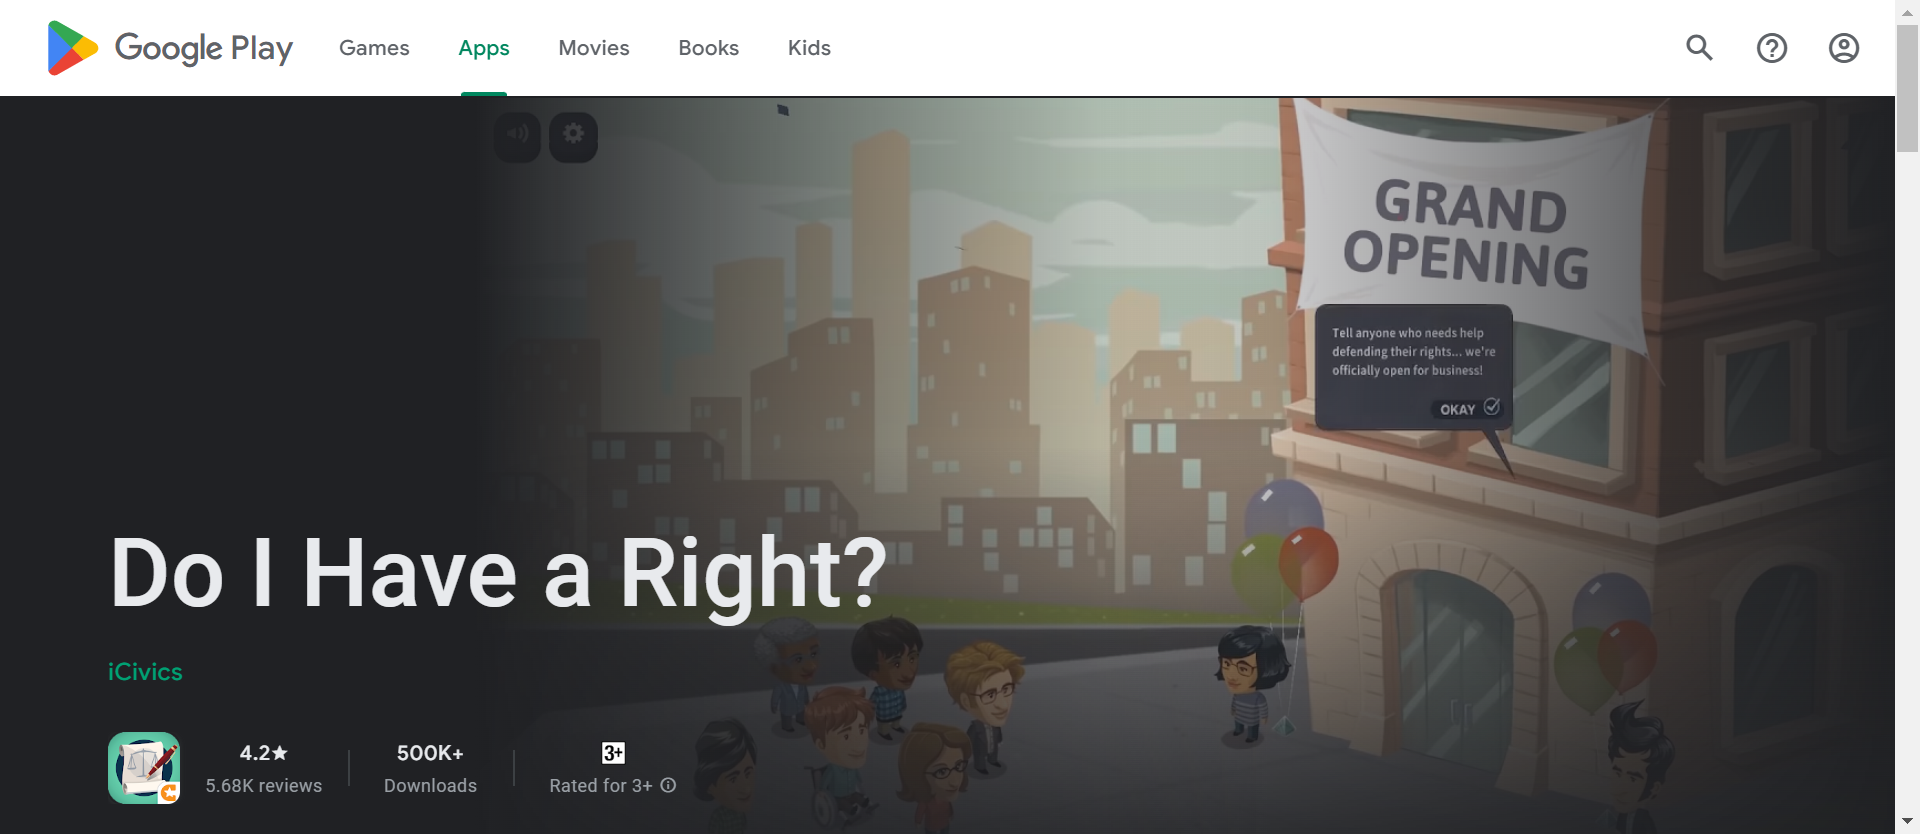 Google Play Games Apps Movies Books Kids
GRAND
OPENING
Tell anyone who needs help
defending their rights... we're
officially open for business!
OKAY
Do I Have a Right?
iCivics
4.2★ 500K+ 3+
5.68K reviews Downloads Rated for 3+